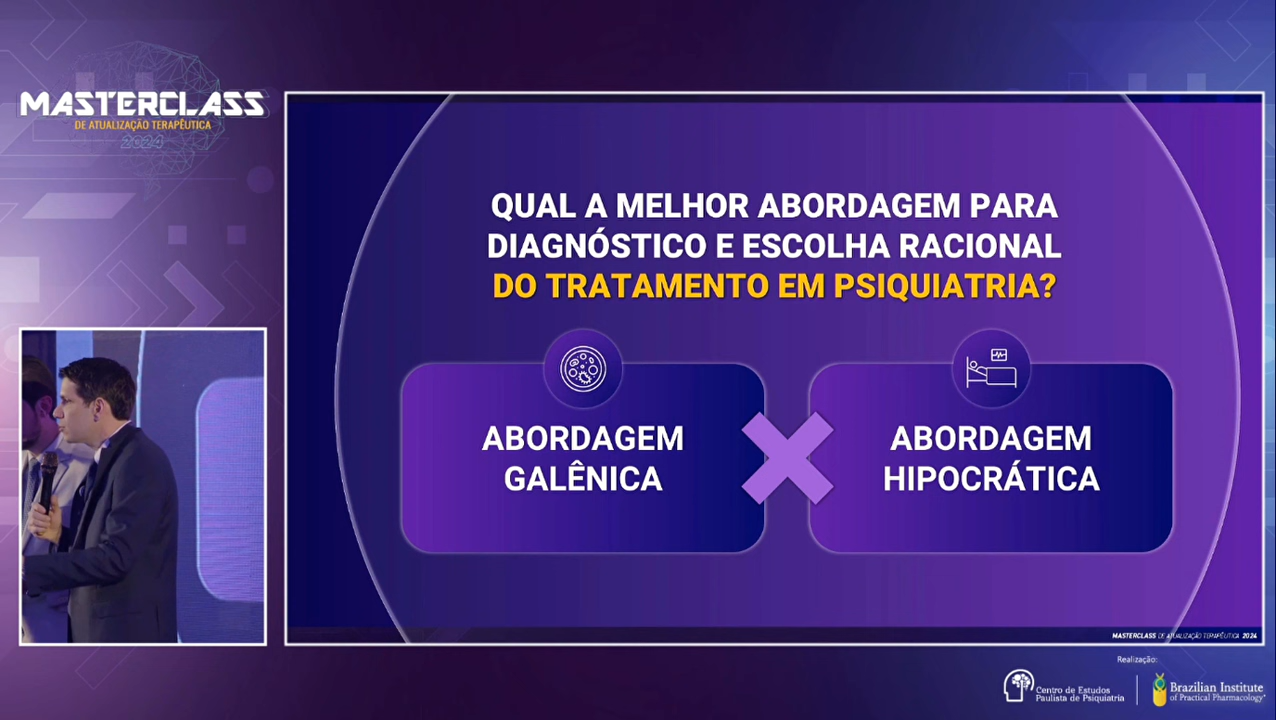 MASTERCLASS
DE ATUALIZAÇÃO TERAPÊUTICA
2024
QUAL A MELHOR ABORDAGEM PARA
DIAGNÓSTICO E ESCOLHA RACIONAL
DO TRATAMENTO EM PSIQUIATRIA?
ABORDAGEM
GALÊNICA
ABORDAGEM
HIPOCRÁTICA
MASTERCLASS DE ATUALIZAÇÃO TERAPÊUTICA 2024
Realização:
Centro de Estudos
Paulista de Psiquiatria
Brazilian Institute
of Practical Pharmacology